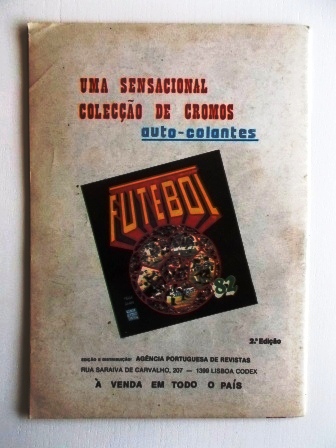 UMA SENSACIONAL
COLECÇÃO DE CROMOS
auto-colantes
FUTEBOL
82
2.ª Edição
EDIÇÃO E DISTRIBUIÇÃO: AGÊNCIA PORTUGUESA DE REVISTAS
RUA SARAIVA DE CARVALHO, 207 — 1399 LISBOA CODEX
À VENDA EM TODO O PAÍS